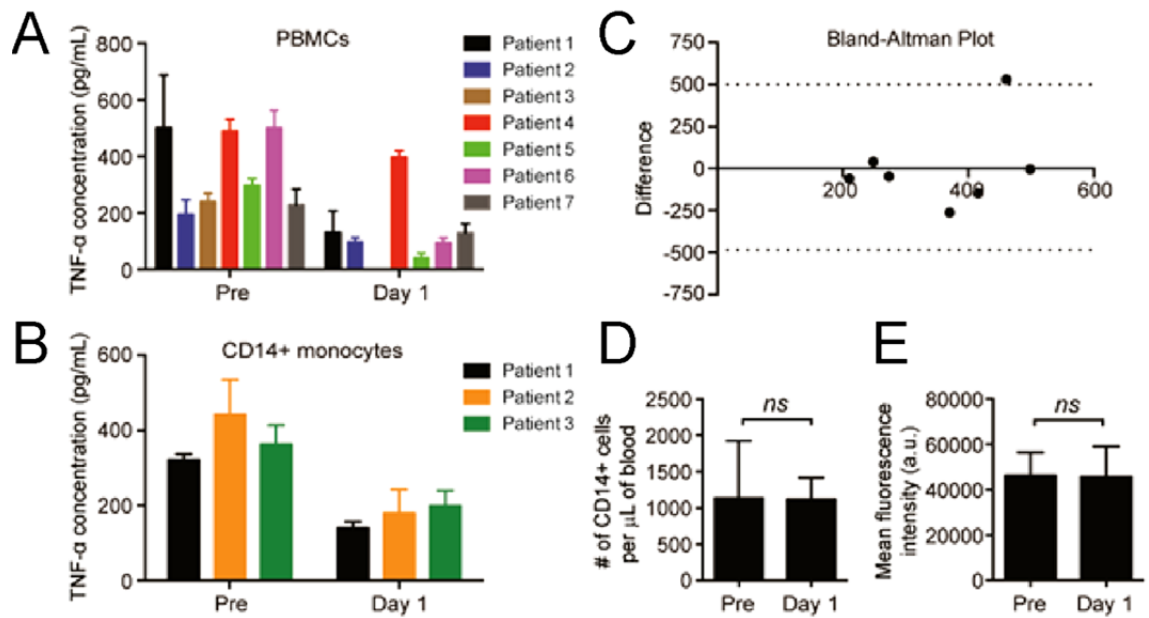 A
PBMCs
TNF-α concentration (pg/mL)
800
600
400
200
0
Pre
Day 1
Patient 1
Patient 2
Patient 3
Patient 4
Patient 5
Patient 6
Patient 7
C
Bland-Altman Plot
Difference
750
500
250
0
-250
-500
-750
200
400
600
B
CD14+ monocytes
TNF-α concentration (pg/mL)
600
400
200
0
Pre
Day 1
Patient 1
Patient 2
Patient 3
D
# of CD14+ cells
per μL of blood
2500
2000
1500
1000
500
0
ns
Pre
Day 1
E
Mean fluorescence
intensity (a.u.)
80000
60000
40000
20000
0
ns
Pre
Day 1